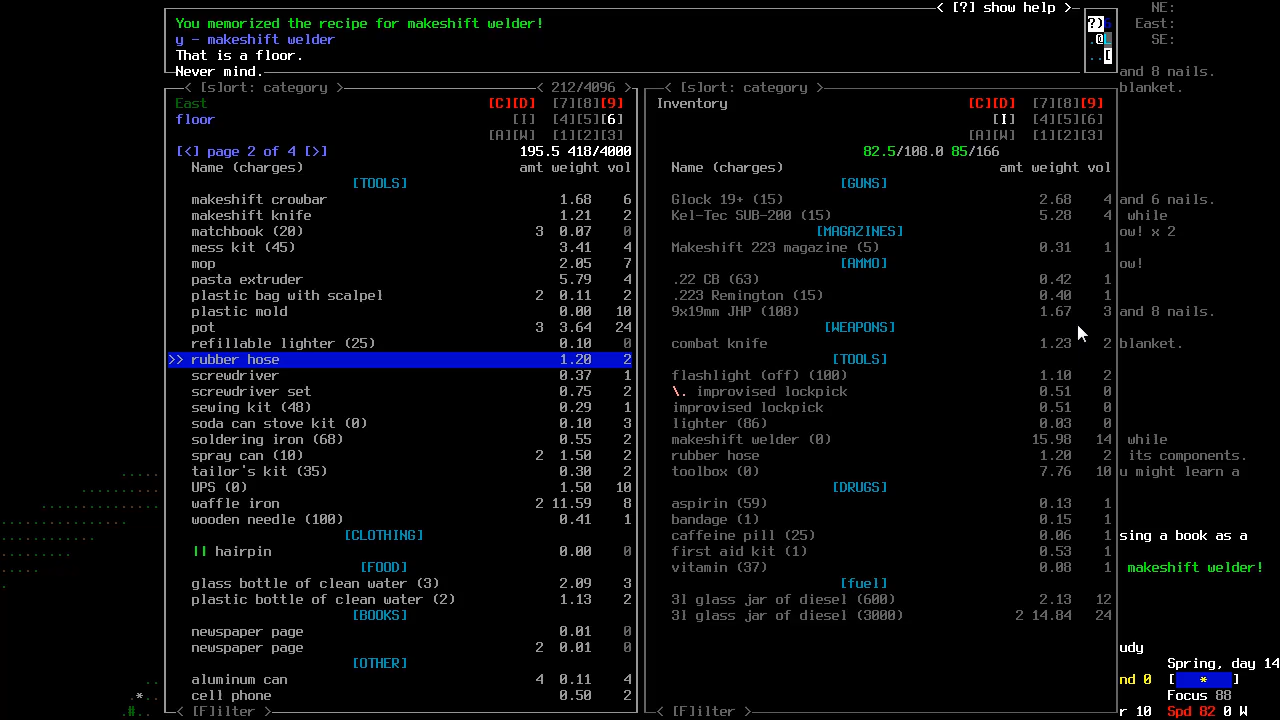 < [?] show help >
You memorized the recipe for makeshift welder!
y - makeshift welder
That is a floor.
Never mind.
?)
.@
..[
NE:
East:
SE:
and 8 nails.
blanket.
< [s]ort: category > < 212/4096 >
East [C][D] [7][8][9]
floor [I] [4][5][6]
[A][W] [1][2][3]
[<] page 2 of 4 [>] 195.5 418/4000
Name (charges) amt weight vol
[TOOLS]
makeshift crowbar 1.68 6
makeshift knife 1.21 2
matchbook (20) 3 0.07 0
mess kit (45) 3.41 4
mop 2.05 7
pasta extruder 5.79 4
plastic bag with scalpel 2 0.11 2
plastic mold 0.00 10
pot 3 3.64 24
refillable lighter (25) 0.10 0
>> rubber hose 1.20 2
screwdriver 0.37 1
screwdriver set 0.75 2
sewing kit (48) 0.29 1
soda can stove kit (0) 0.10 3
soldering iron (68) 0.55 2
spray can (10) 2 1.50 2
tailor's kit (35) 0.30 2
UPS (0) 1.50 10
waffle iron 2 11.59 8
wooden needle (100) 0.41 1
[CLOTHING]
|| hairpin 0.00 0
[FOOD]
glass bottle of clean water (3) 2.09 3
plastic bottle of clean water (2) 1.13 2
[BOOKS]
newspaper page 0.01 0
newspaper page 2 0.01 0
[OTHER]
aluminum can 4 0.11 4
cell phone 0.50 2
< [F]ilter >
< [s]ort: category >
Inventory [C][D] [7][8][9]
[I] [4][5][6]
[A][W] [1][2][3]
82.5/108.0 85/166
Name (charges) amt weight vol
[GUNS]
Glock 19+ (15) 2.68 4
Kel-Tec SUB-200 (15) 5.28 4
[MAGAZINES]
Makeshift 223 magazine (5) 0.31 1
[AMMO]
.22 CB (63) 0.42 1
.223 Remington (15) 0.40 1
9x19mm JHP (108) 1.67 3
[WEAPONS]
combat knife 1.23 2
[TOOLS]
flashlight (off) (100) 1.10 2
\. improvised lockpick 0.51 0
improvised lockpick 0.51 0
lighter (86) 0.03 0
makeshift welder (0) 15.98 14
rubber hose 1.20 2
toolbox (0) 7.76 10
[DRUGS]
aspirin (59) 0.13 1
bandage (1) 0.15 1
caffeine pill (25) 0.06 1
first aid kit (1) 0.53 1
vitamin (37) 0.08 1
[fuel]
3l glass jar of diesel (600) 2.13 12
3l glass jar of diesel (3000) 2 14.84 24
< [F]ilter >
and 6 nails.
while
ow! x 2
ow!
and 8 nails.
blanket.
while
its components.
u might learn a
sing a book as a
makeshift welder!
udy
Spring, day 14
nd 0 [ * ]
Focus 88
r 10 Spd 82 0 W